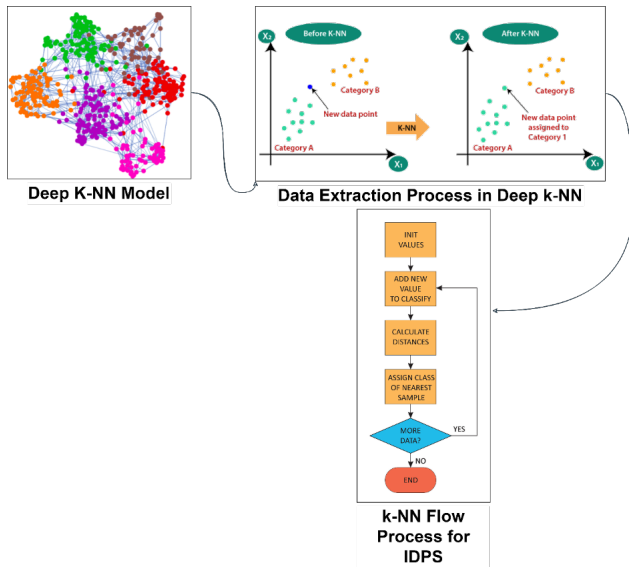 Deep K-NN Model
X₂
Before K-NN
Category B
New data point
Category A
X₁
K-NN
X₂
After K-NN
Category B
New data point
assigned to
Category 1
Category A
X₁
Data Extraction Process in Deep k-NN
INIT
VALUES
ADD NEW
VALUE
TO CLASSIFY
CALCULATE
DISTANCES
ASSIGN CLASS
OF NEAREST
SAMPLE
MORE
DATA?
YES
NO
END
k-NN Flow
Process for
IDPS